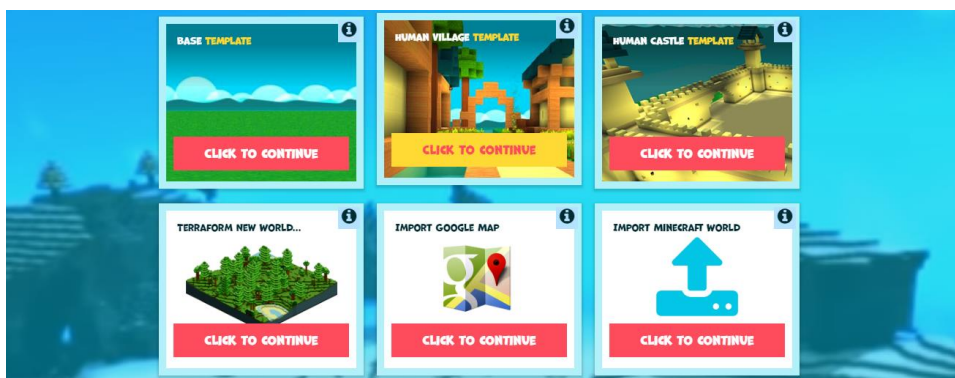 BASE TEMPLATE
CLICK TO CONTINUE
HUMAN VILLAGE TEMPLATE
CLICK TO CONTINUE
HUMAN CASTLE TEMPLATE
CLICK TO CONTINUE
TERRAFORM NEW WORLD...
CLICK TO CONTINUE
IMPORT GOOGLE MAP
g
CLICK TO CONTINUE
IMPORT MINECRAFT WORLD
CLICK TO CONTINUE